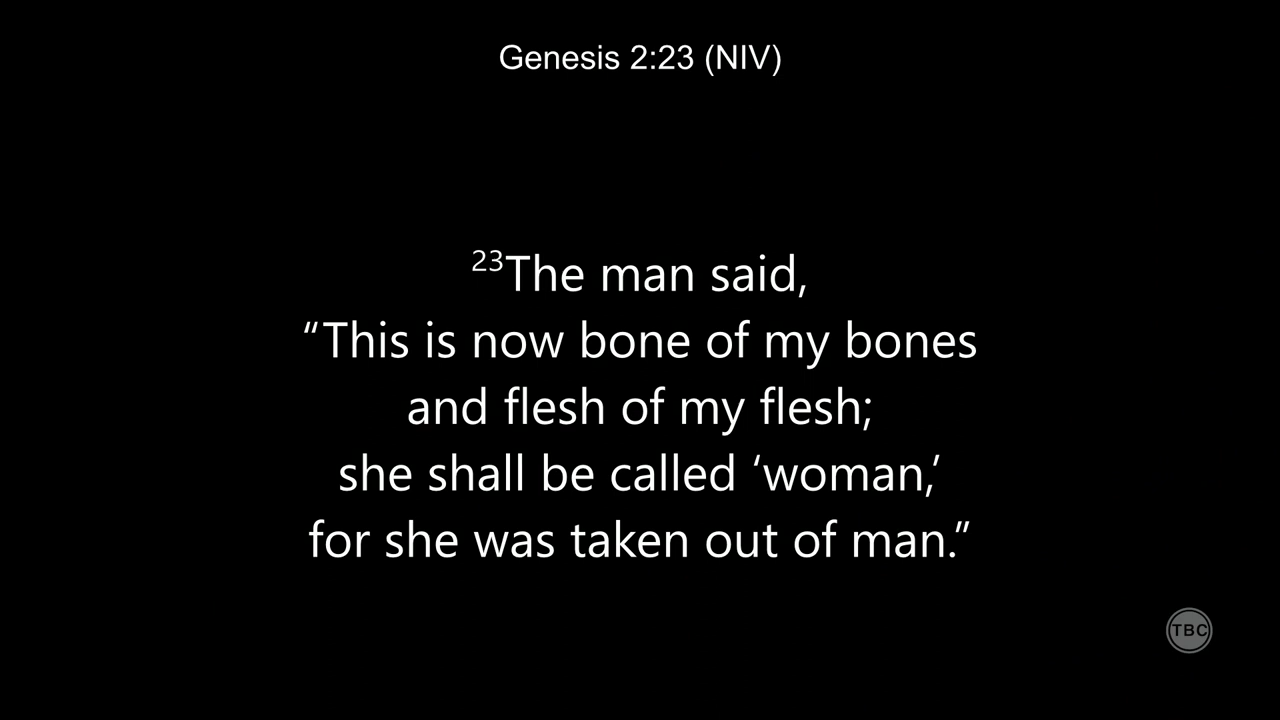 Genesis 2:23 (NIV)
²³The man said,
“This is now bone of my bones
and flesh of my flesh;
she shall be called ‘woman,’
for she was taken out of man.”
TBC